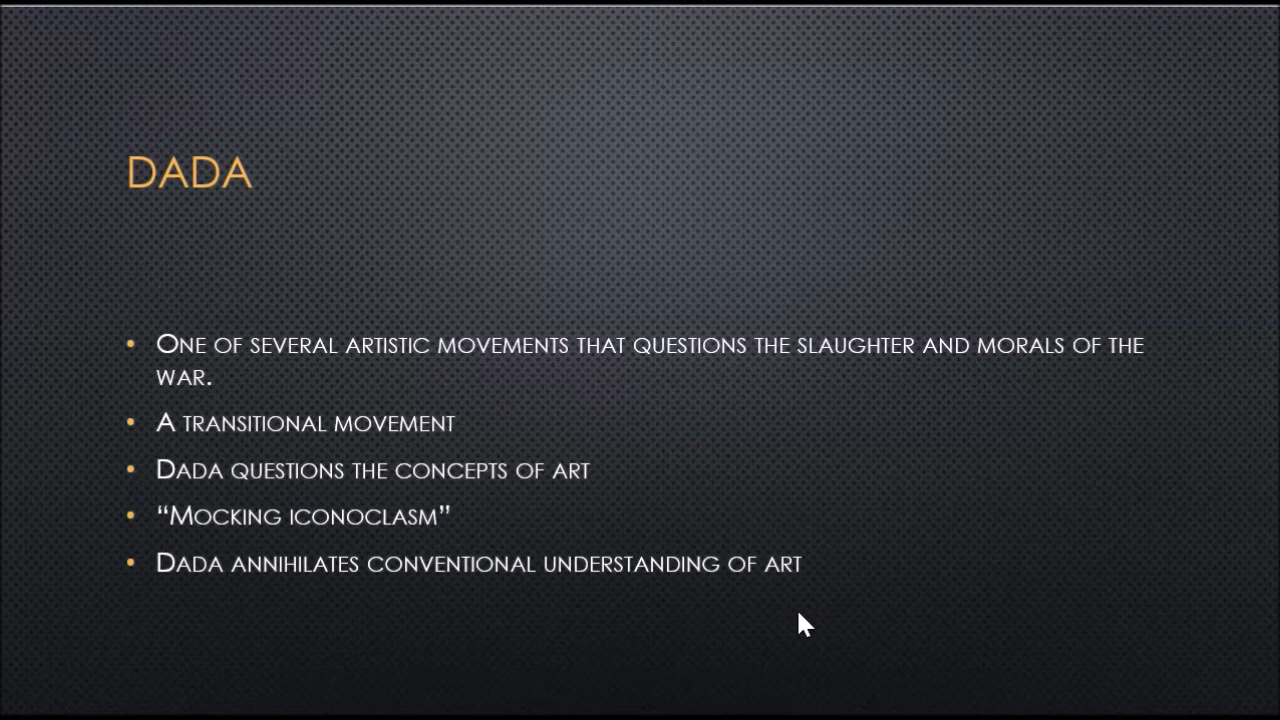 DADA
• One of several artistic movements that questions the slaughter and morals of the
war.
• A transitional movement
• Dada questions the concepts of art
• “Mocking iconoclasm”
• Dada annihilates conventional understanding of art